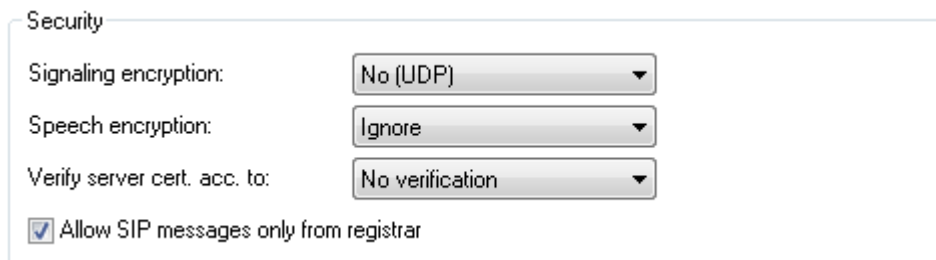 Security
Signaling encryption: No (UDP)
Speech encryption: Ignore
Verify server cert. acc. to: No verification
Allow SIP messages only from registrar